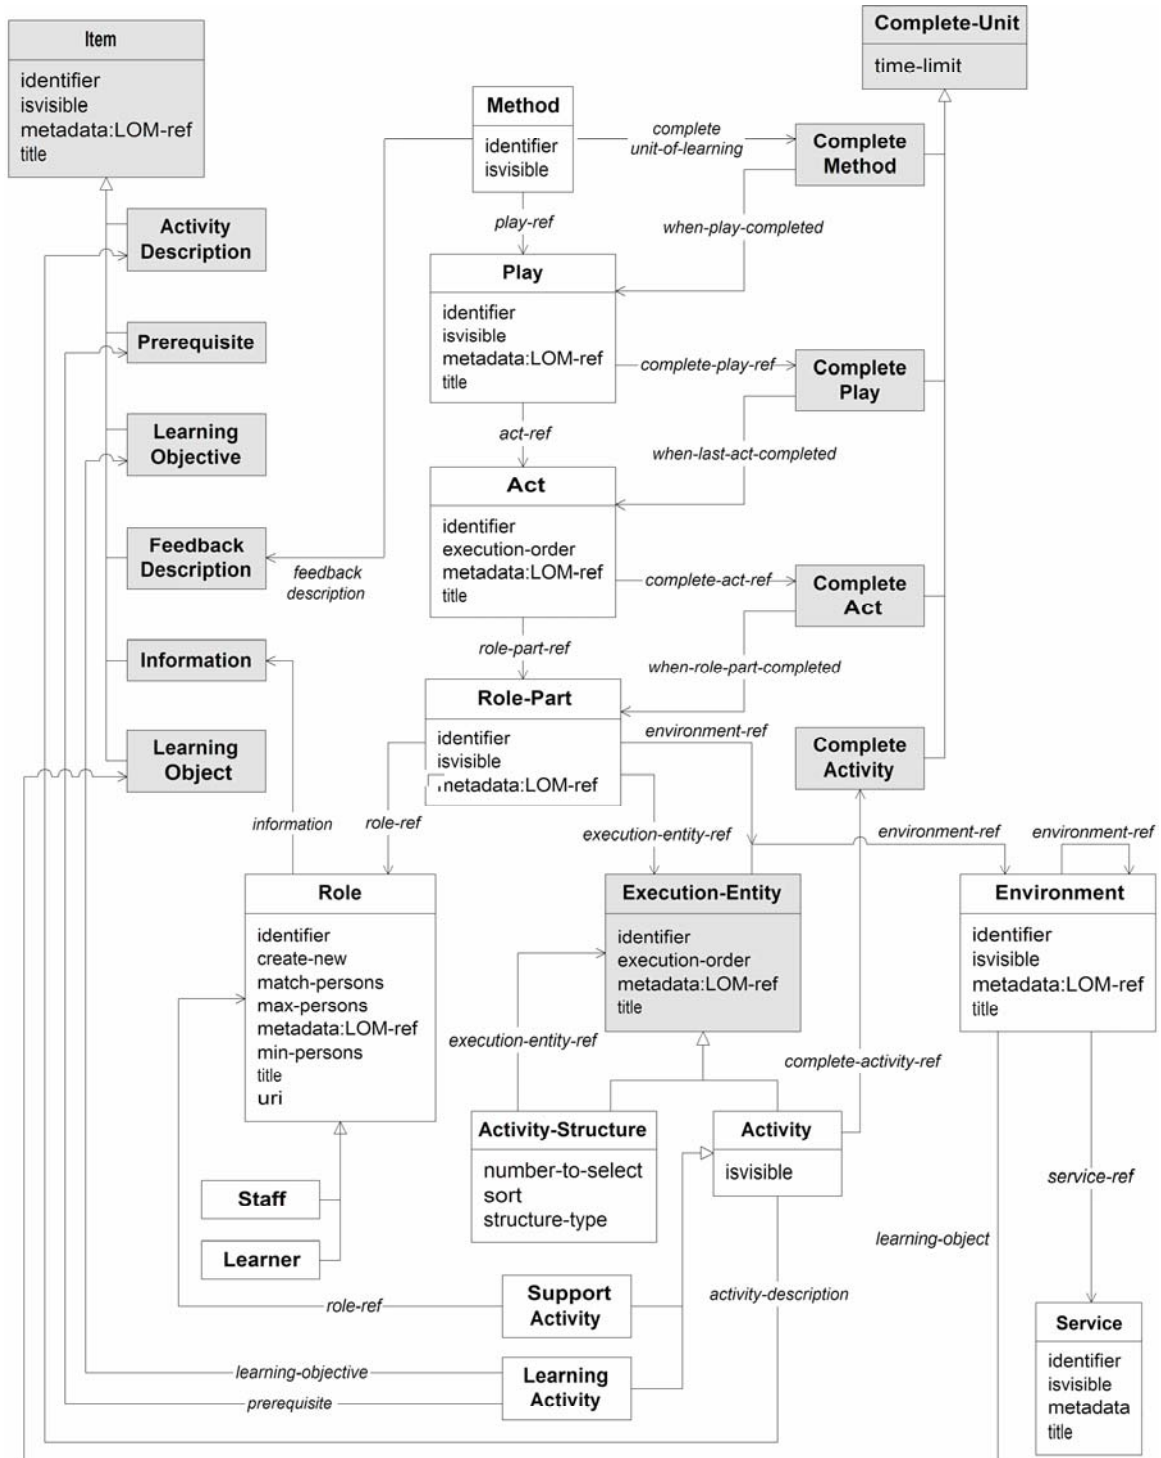 Item
identifier
isvisible
metadata:LOM-ref
title
Complete-Unit
time-limit
Method
identifier
isvisible
complete
unit-of-learning
Complete
Method
Activity
Description
play-ref
when-play-completed
Play
identifier
isvisible
metadata:LOM-ref
title
Prerequisite
complete-play-ref
Complete
Play
Learning
Objective
act-ref
when-last-act-completed
Act
identifier
execution-order
metadata:LOM-ref
title
Feedback
Description
feedback
description
complete-act-ref
Complete
Act
Information
role-part-ref
when-role-part-completed
Role-Part
identifier
isvisible
metadata:LOM-ref
environment-ref
Complete
Activity
Learning
Object
information
role-ref
execution-entity-ref
environment-ref
environment-ref
Role
identifier
create-new
match-persons
max-persons
metadata:LOM-ref
min-persons
title
uri
Execution-Entity
identifier
execution-order
metadata:LOM-ref
title
Environment
identifier
isvisible
metadata:LOM-ref
title
execution-entity-ref
complete-activity-ref
Activity-Structure
number-to-select
sort
structure-type
Activity
isvisible
service-ref
Staff
Learner
learning-object
Support
Activity
role-ref
activity-description
Service
identifier
isvisible
metadata
title
learning-objective
prerequisite
Learning
Activity